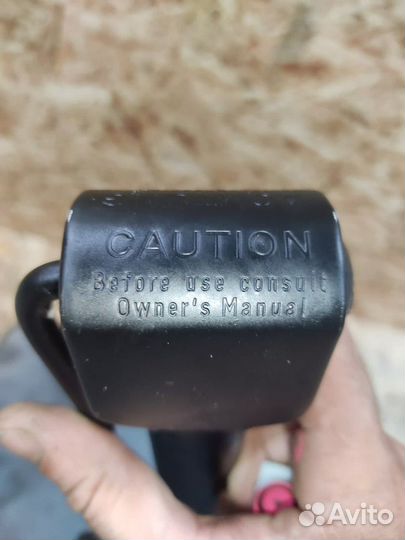 CAUTION
Before use consult
Owner's Manual
Avito